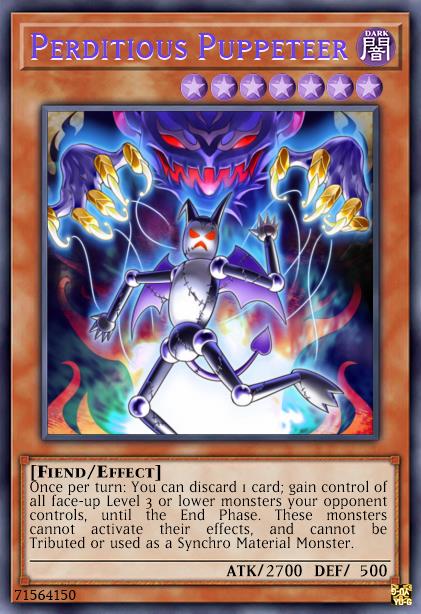 Perditious Puppeteer
DARK
闇
[Fiend/Effect]
Once per turn: You can discard 1 card; gain control of
all face-up Level 3 or lower monsters your opponent
controls, until the End Phase. These monsters
cannot activate their effects, and cannot be
Tributed or used as a Synchro Material Monster.
ATK/2700 DEF/ 500
71564150